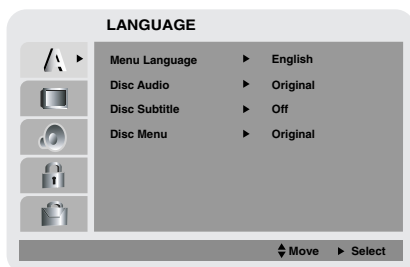 LANGUAGE
Menu Language ► English
Disc Audio ► Original
Disc Subtitle ► Off
Disc Menu ► Original
Move ► Select